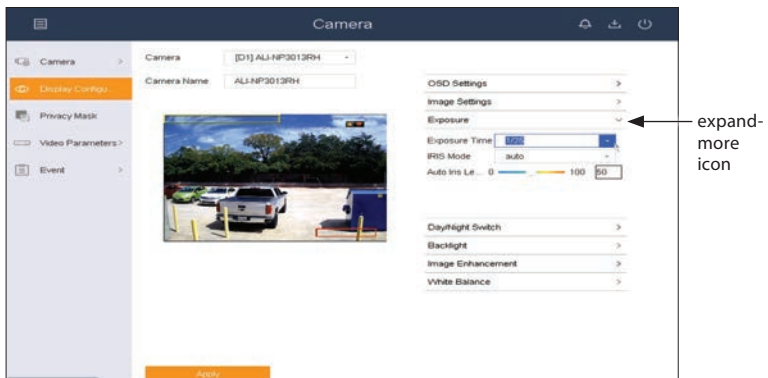 Camera
Camera
Display Configu...
Privacy Mask
Video Parameters
Event
Camera [D1] ALI-NP3013RH
Camera Name ALI-NP3013RH
OSD Settings
Image Settings
Exposure
Exposure Time 1/25
IRIS Mode auto
Auto Iris Le... 0 100 50
Day/Night Switch
Backlight
Image Enhancement
White Balance
Apply
expand-
more
icon